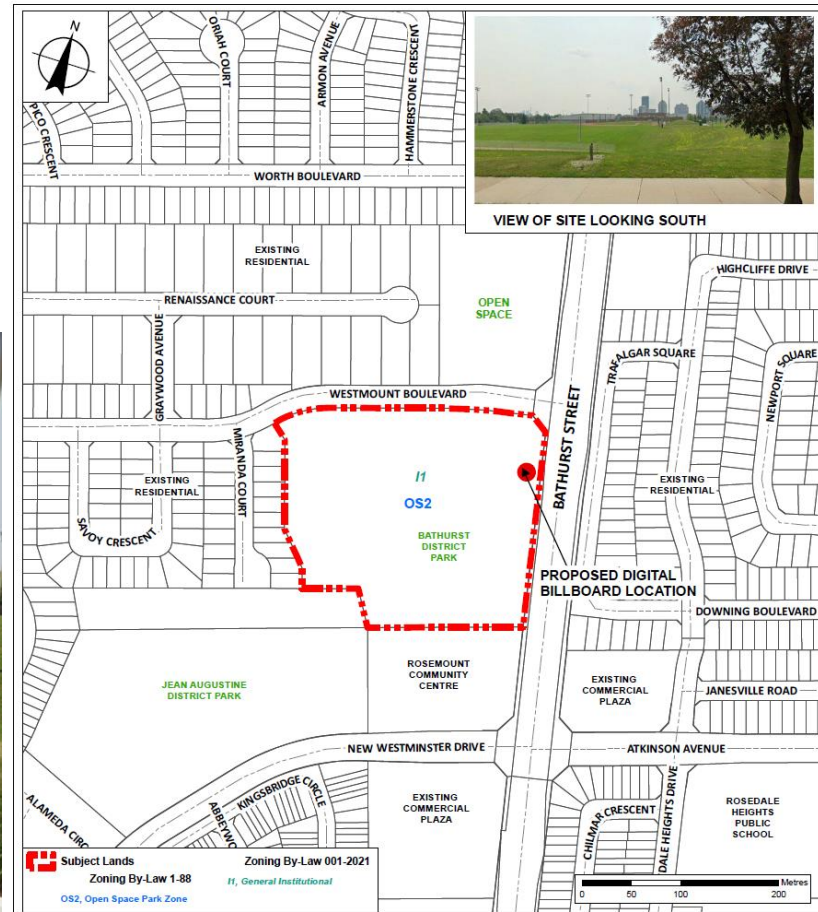 N
ORIAH COURT
ARMON AVENUE
HAMMERSTONE CRESCENT
PICO CRESCENT
WORTH BOULEVARD
VIEW OF SITE LOOKING SOUTH
EXISTING
RESIDENTIAL
HIGHCLIFFE DRIVE
RENAISSANCE COURT
OPEN
SPACE
GRAYWOOD AVENUE
TRAFALGAR SQUARE
NEWPORT SQUARE
WESTMOUNT BOULEVARD
BATHURST STREET
MIRANDA COURT
EXISTING
RESIDENTIAL
I1
OS2
EXISTING
RESIDENTIAL
SAVOY CRESCENT
BATHURST
DISTRICT
PARK
PROPOSED DIGITAL
BILLBOARD LOCATION
DOWNING BOULEVARD
JEAN AUGUSTINE
DISTRICT PARK
ROSEMOUNT
COMMUNITY
CENTRE
EXISTING
COMMERCIAL
PLAZA
JANESVILLE ROAD
NEW WESTMINSTER DRIVE
ATKINSON AVENUE
KINGSBRIDGE CIRCLE
ALAMEDA CIRC
ABBEYWO
EXISTING
COMMERCIAL
PLAZA
CHILMAR CRESCENT
DALE HEIGHTS DRIVE
ROSEDALE
HEIGHTS
PUBLIC
SCHOOL
Subject Lands
Zoning By-Law 1-88
OS2, Open Space Park Zone
Zoning By-Law 001-2021
I1, General Institutional
Metres
0 50 100 200